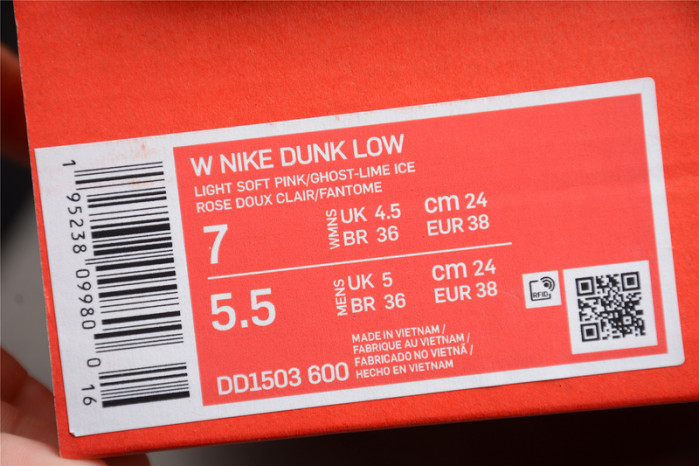 W NIKE DUNK LOW
LIGHT SOFT PINK/GHOST-LIME ICE
ROSE DOUX CLAIR/FANTOME
7
WMNS
UK 4.5
BR 36
cm 24
EUR 38
5.5
MENS
UK 5
BR 36
cm 24
EUR 38
RFID
MADE IN VIETNAM /
FABRIQUE AU VIETNAM /
FABRICADO NO VIETNÃ /
HECHO EN VIETNAM
DD1503 600
1 95238 09980 0 16